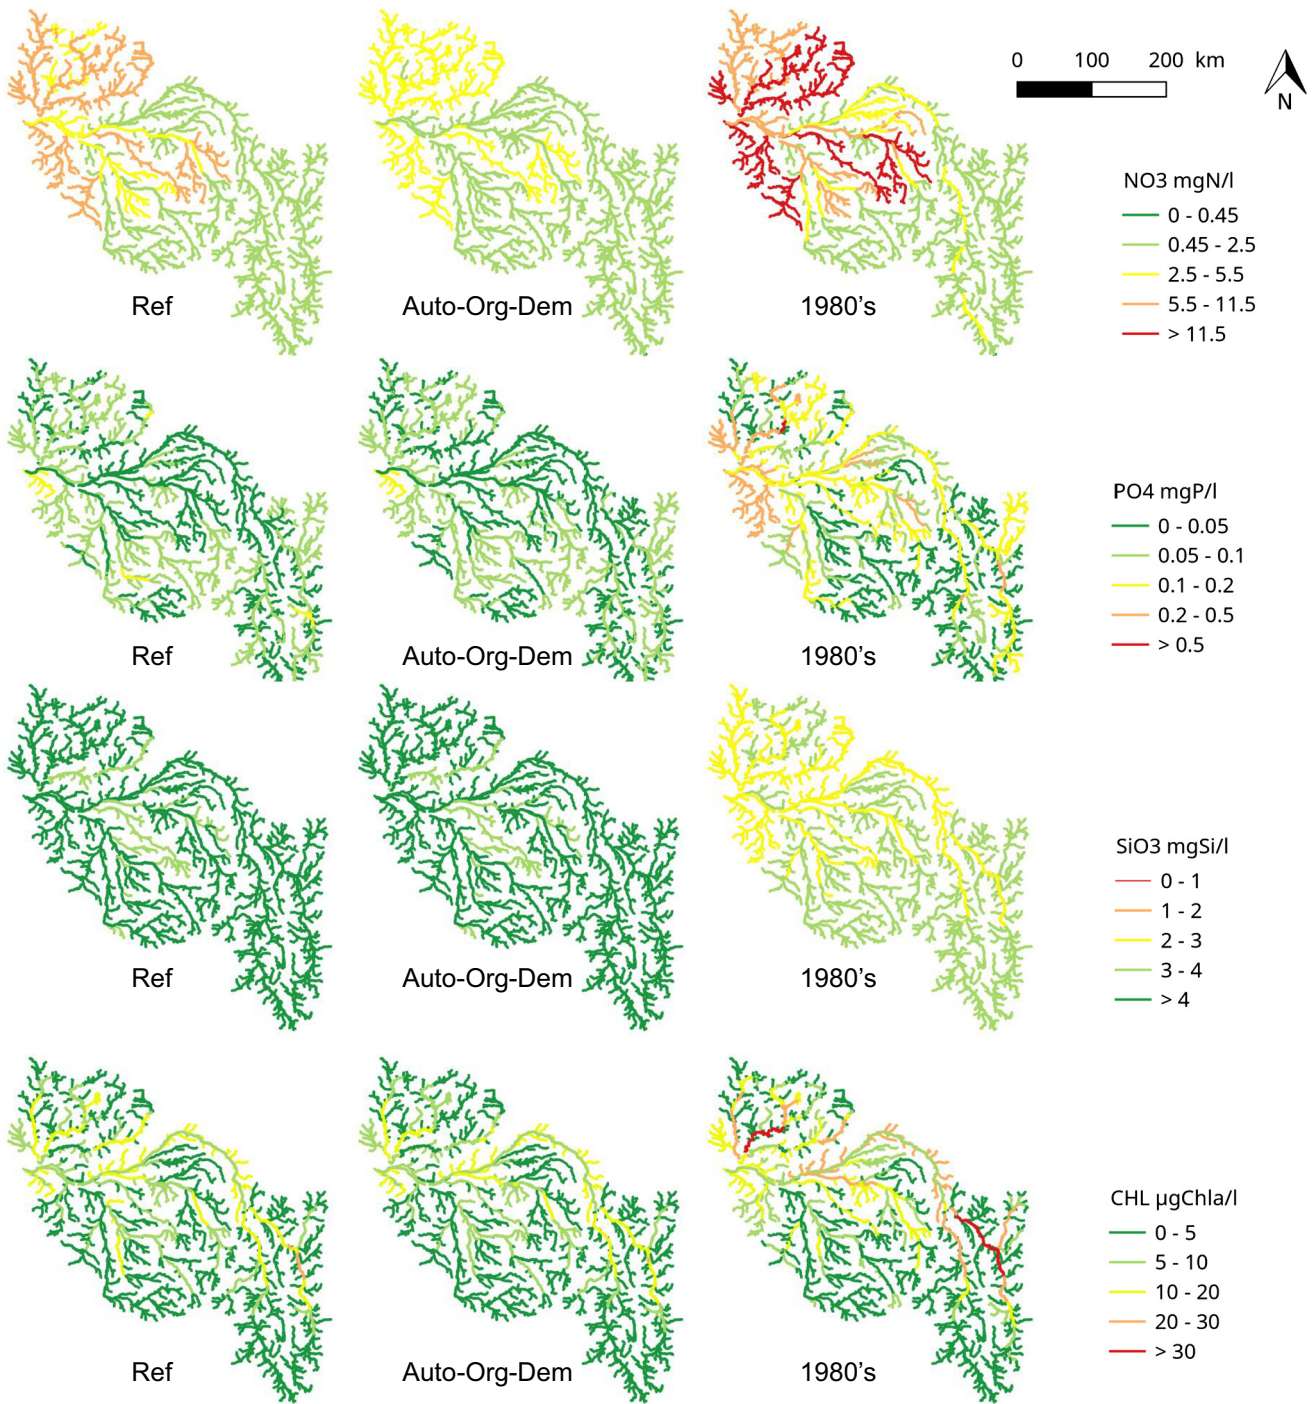 0 100 200 km
N
NO3 mgN/l
0 - 0.45
0.45 - 2.5
2.5 - 5.5
5.5 - 11.5
> 11.5
Ref Auto-Org-Dem 1980's
PO4 mgP/l
0 - 0.05
0.05 - 0.1
0.1 - 0.2
0.2 - 0.5
> 0.5
Ref Auto-Org-Dem 1980's
SiO3 mgSi/l
0 - 1
1 - 2
2 - 3
3 - 4
> 4
Ref Auto-Org-Dem 1980's
CHL µgChla/l
0 - 5
5 - 10
10 - 20
20 - 30
> 30
Ref Auto-Org-Dem 1980's